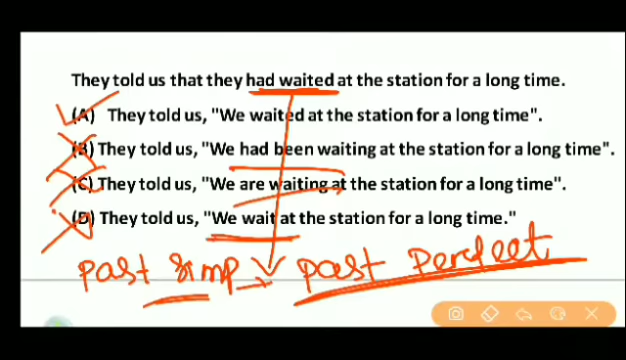 They told us that they had waited at the station for a long time.
(A) They told us, "We waited at the station for a long time".
(B) They told us, "We had been waiting at the station for a long time".
(C) They told us, "We are waiting at the station for a long time".
(D) They told us, "We wait at the station for a long time."
Past simp → Past Perfect